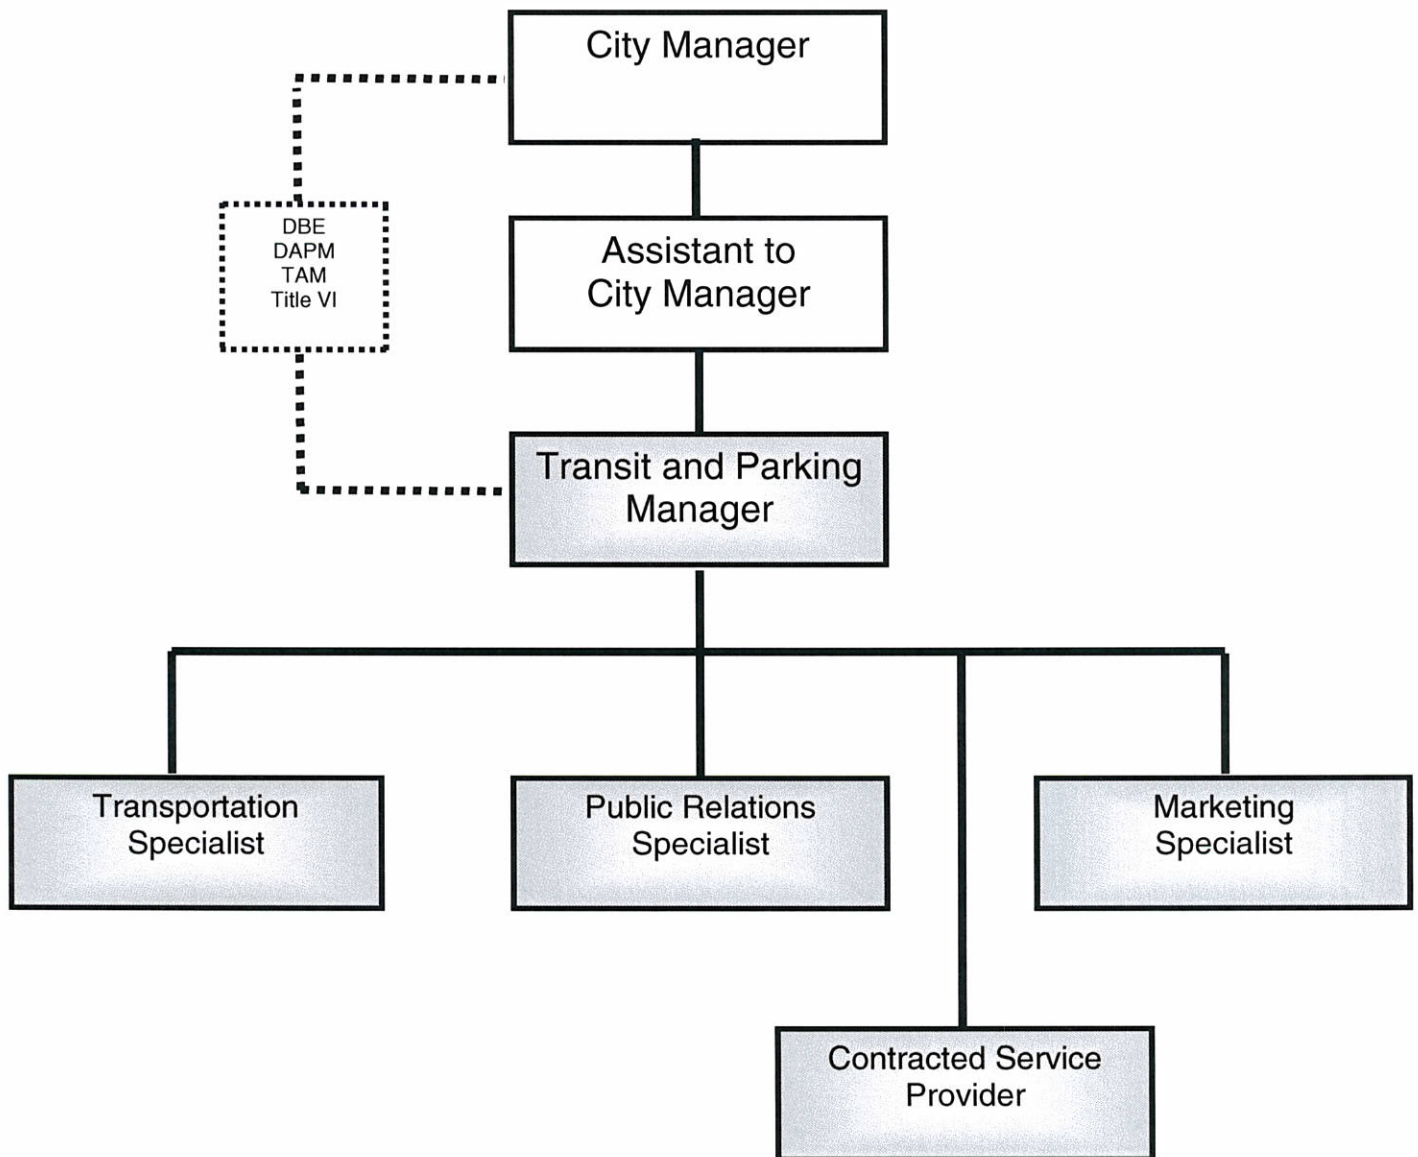 City Manager
DBE
DAPM
TAM
Title VI
Assistant to
City Manager
Transit and Parking
Manager
Transportation
Specialist
Public Relations
Specialist
Marketing
Specialist
Contracted Service
Provider